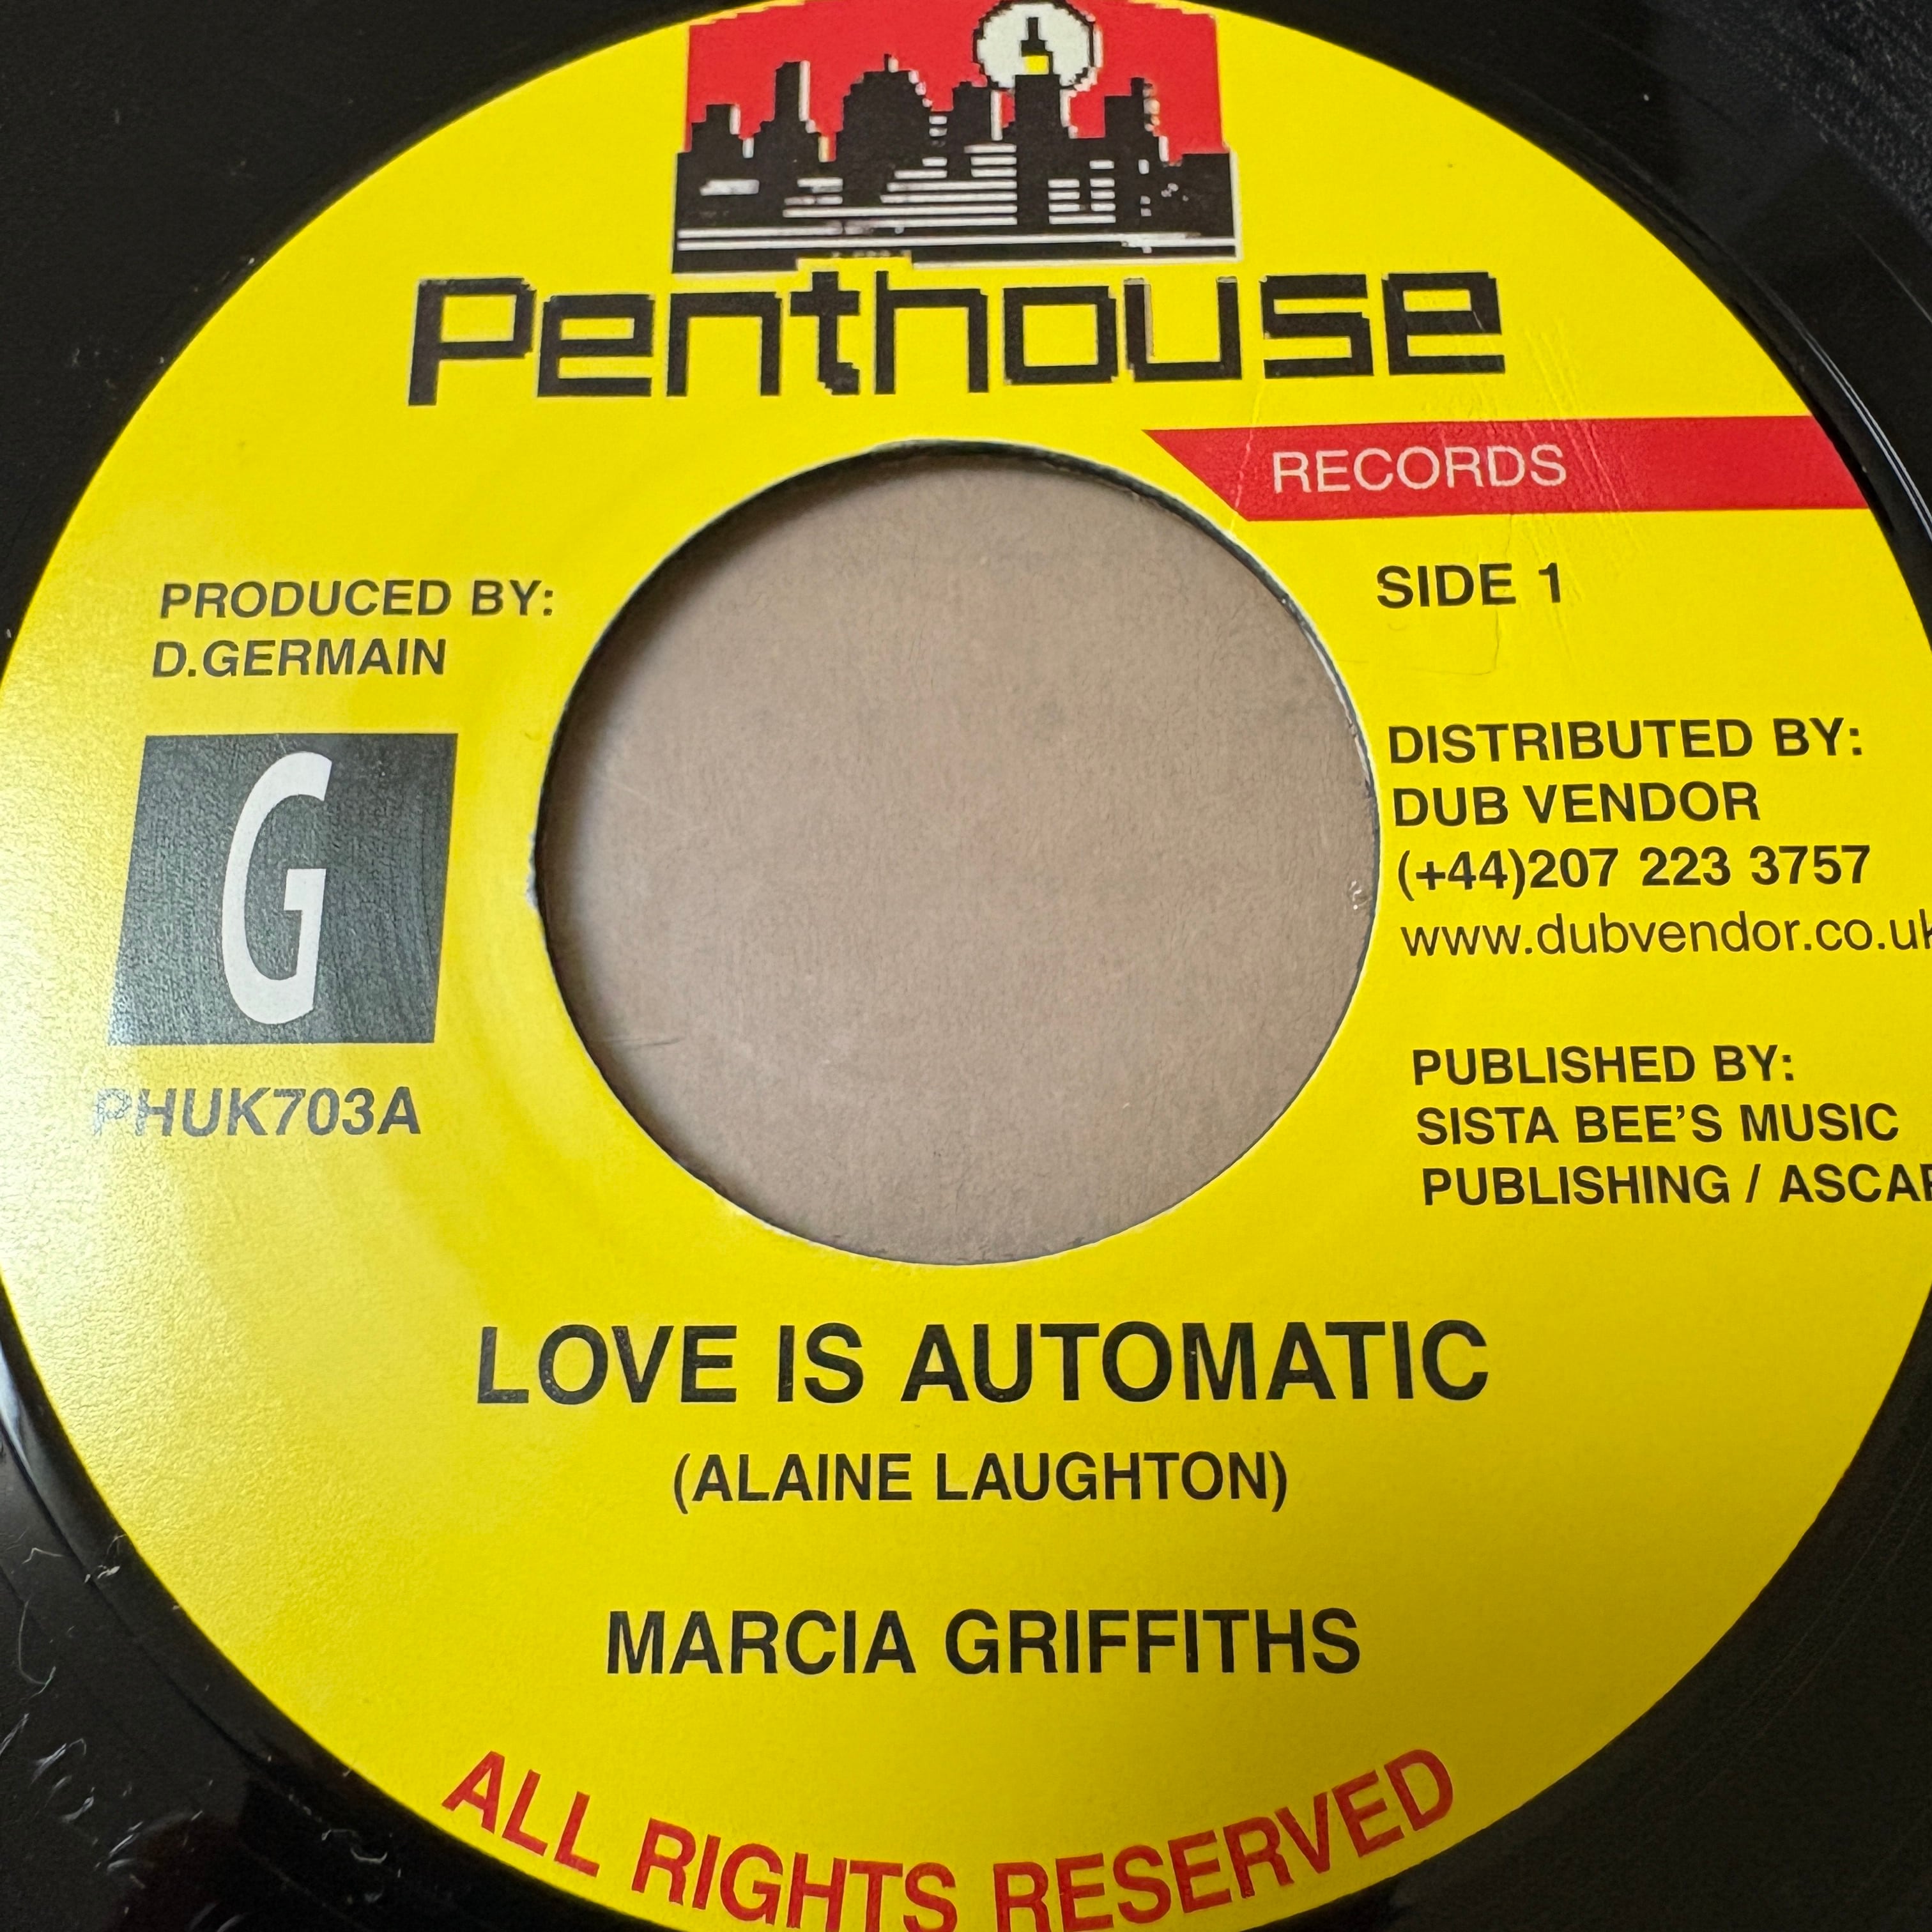 Penthouse
RECORDS
PRODUCED BY:
D.GERMAIN
G
PHUK703A
SIDE 1
DISTRIBUTED BY:
DUB VENDOR
(+44)207 223 3757
www.dubvendor.co.uk
PUBLISHED BY:
SISTA BEE'S MUSIC
PUBLISHING / ASCAP
LOVE IS AUTOMATIC
(ALAINE LAUGHTON)
MARCIA GRIFFITHS
ALL RIGHTS RESERVED